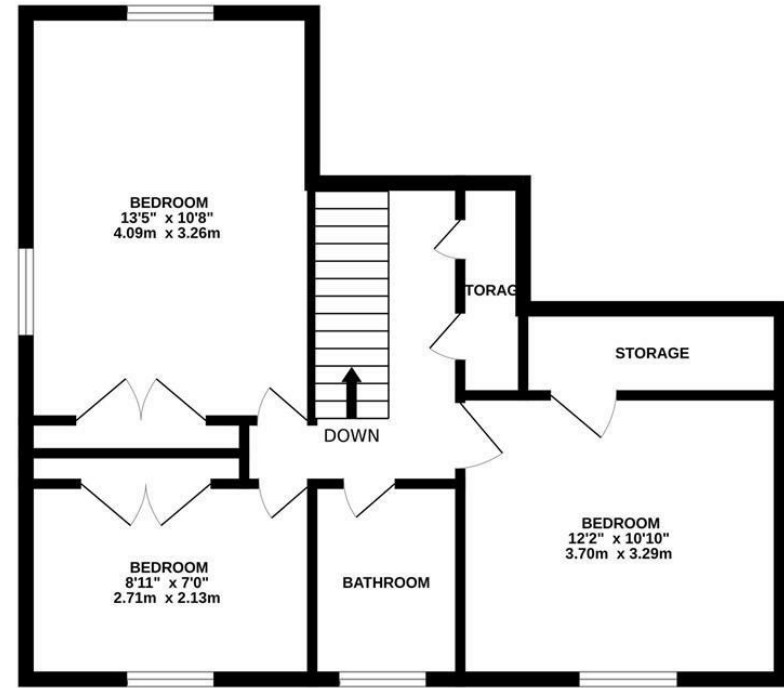 BEDROOM
13'5" x 10'8"
4.09m x 3.26m
TORAG
STORAGE
DOWN
BEDROOM
12'2" x 10'10"
3.70m x 3.29m
BEDROOM
8'11" x 7'0"
2.71m x 2.13m
BATHROOM